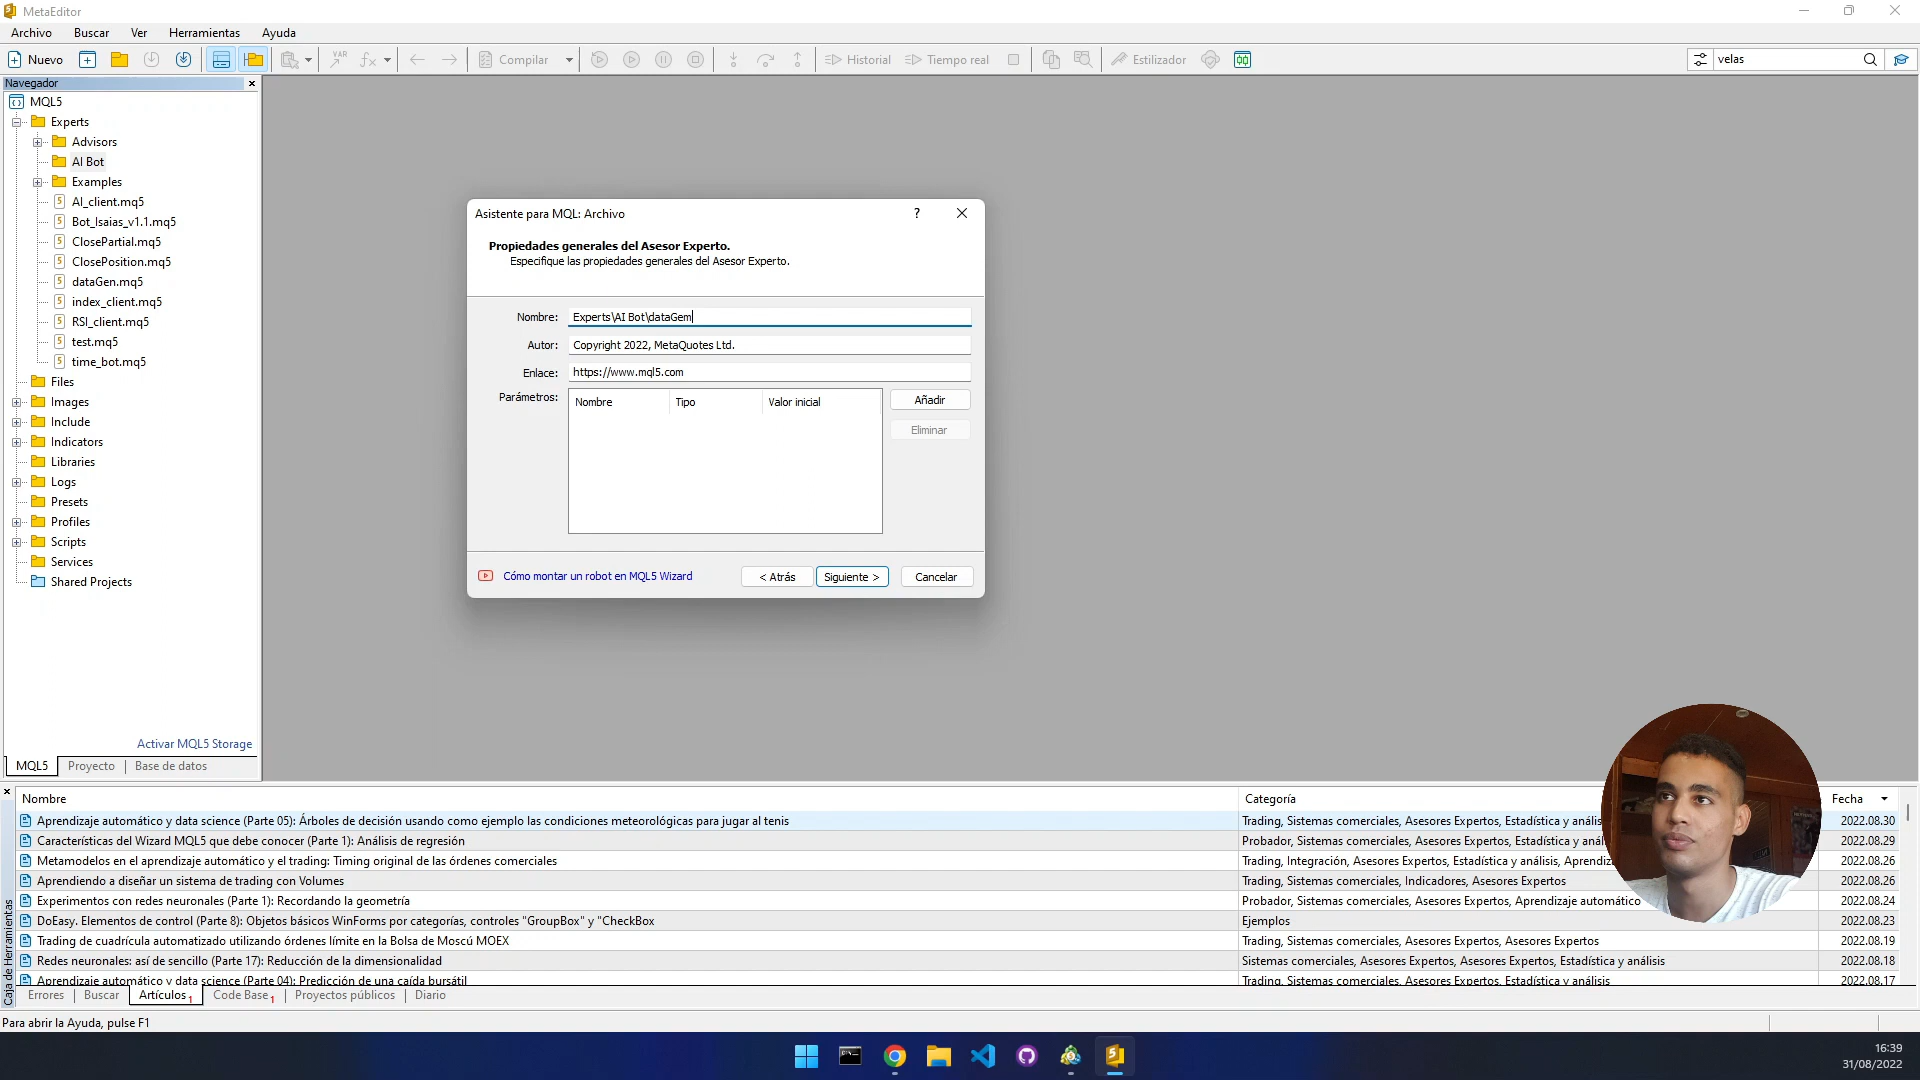 MetaEditor
Archivo Buscar Ver Herramientas Ayuda
Nuevo VAR Compilar Historial Tiempo real Estilizador velas
Navegador
MQL5
Experts
Advisors
AI Bot
Examples
AI_client.mq5
Bot_Isaias_v1.1.mq5
ClosePartial.mq5
ClosePosition.mq5
dataGen.mq5
index_client.mq5
RSI_client.mq5
test.mq5
time_bot.mq5
Files
Images
Include
Indicators
Libraries
Logs
Presets
Profiles
Scripts
Services
Shared Projects
Activar MQL5 Storage
MQL5 Proyecto Base de datos
Asistente para MQL: Archivo ?
Propiedades generales del Asesor Experto.
Especifique las propiedades generales del Asesor Experto.
Nombre: Experts\AI Bot\dataGem
Autor: Copyright 2022, MetaQuotes Ltd.
Enlace: https://www.mql5.com
Parámetros: Nombre Tipo Valor inicial Añadir
Eliminar
Cómo montar un robot en MQL5 Wizard < Atrás Siguiente > Cancelar
Caja de Herramientas
Nombre Categoría Fecha
Aprendizaje automático y data science (Parte 05): Árboles de decisión usando como ejemplo las condiciones meteorológicas para jugar al tenis Trading, Sistemas comerciales, Asesores Expertos, Estadística y anális 2022.08.30
Características del Wizard MQL5 que debe conocer (Parte 1): Análisis de regresión Probador, Sistemas comerciales, Asesores Expertos, Estadística y aná 2022.08.29
Metamodelos en el aprendizaje automático y el trading: Timing original de las órdenes comerciales Trading, Integración, Asesores Expertos, Estadística y análisis, Aprendiz 2022.08.26
Aprendiendo a diseñar un sistema de trading con Volumes Trading, Sistemas comerciales, Indicadores, Asesores Expertos 2022.08.26
Experimentos con redes neuronales (Parte 1): Recordando la geometría Probador, Sistemas comerciales, Asesores Expertos, Aprendizaje automático 2022.08.24
DoEasy. Elementos de control (Parte 8): Objetos básicos WinForms por categorías, controles "GroupBox" y "CheckBox Ejemplos 2022.08.23
Trading de cuadrícula automatizado utilizando órdenes límite en la Bolsa de Moscú MOEX Trading, Sistemas comerciales, Asesores Expertos, Asesores Expertos 2022.08.19
Redes neuronales: así de sencillo (Parte 17): Reducción de la dimensionalidad Sistemas comerciales, Asesores Expertos, Asesores Expertos, Estadística y análisis 2022.08.18
Aprendizaje automático y data science (Parte 04): Predicción de una caída bursátil Trading, Sistemas comerciales, Asesores Expertos, Estadística y análisis 2022.08.17
Errores Buscar Artículos 1 Code Base 1 Proyectos públicos Diario
Para abrir la Ayuda, pulse F1
16:39
31/08/2022